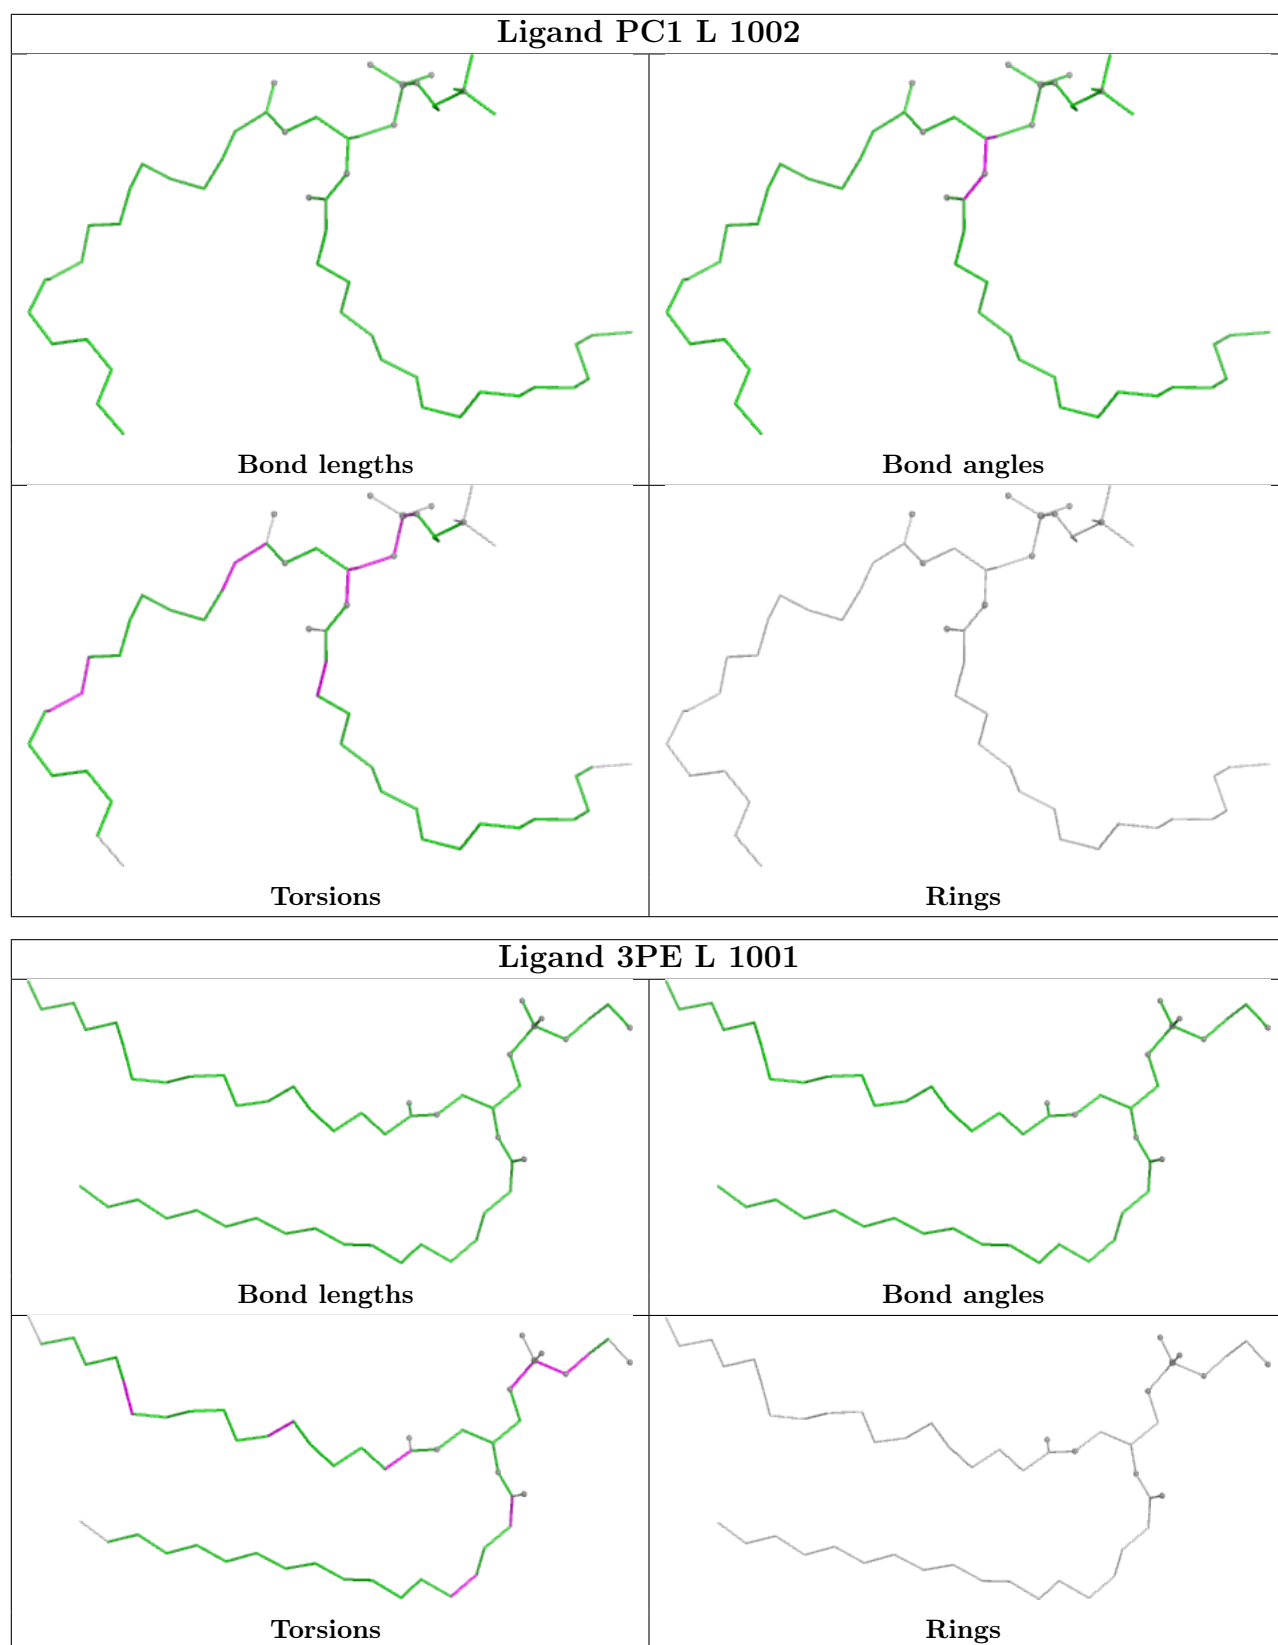 Ligand PC1 L 1002
Bond lengths
Bond angles
Torsions
Rings
Ligand 3PE L 1001
Bond lengths
Bond angles
Torsions
Rings